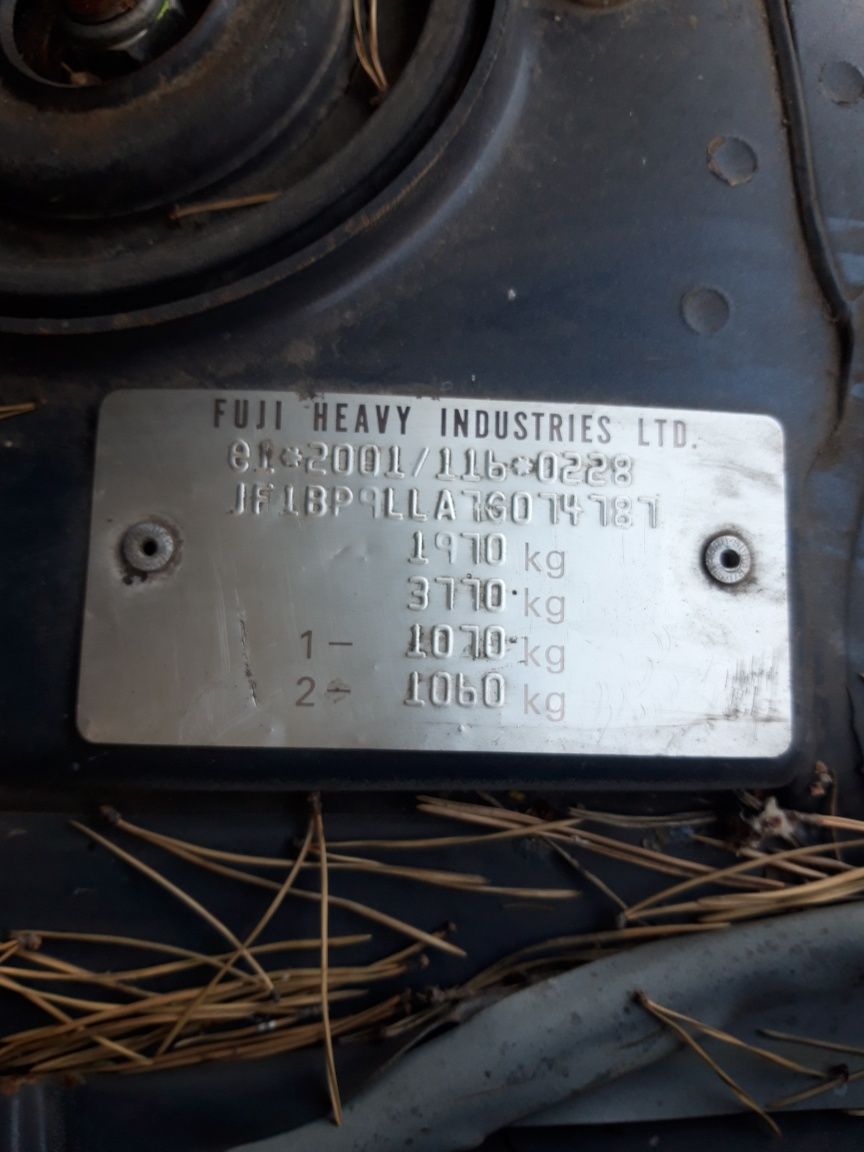 FUJI HEAVY INDUSTRIES LTD.
e1*2001/116*0228
JF1BP9LLA7G074787
1970 kg
3770 kg
1 - 1070 kg
2 - 1060 kg